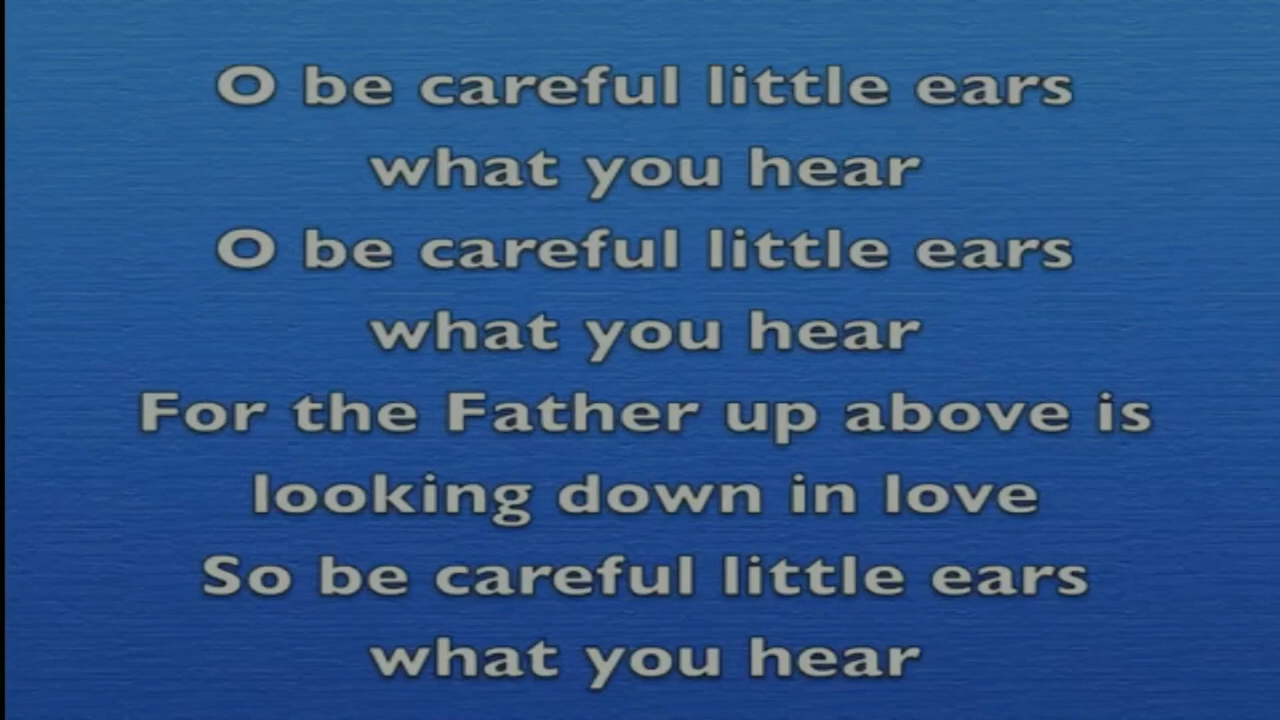 O be careful little ears
what you hear
O be careful little ears
what you hear
For the Father up above is
looking down in love
So be careful little ears
what you hear